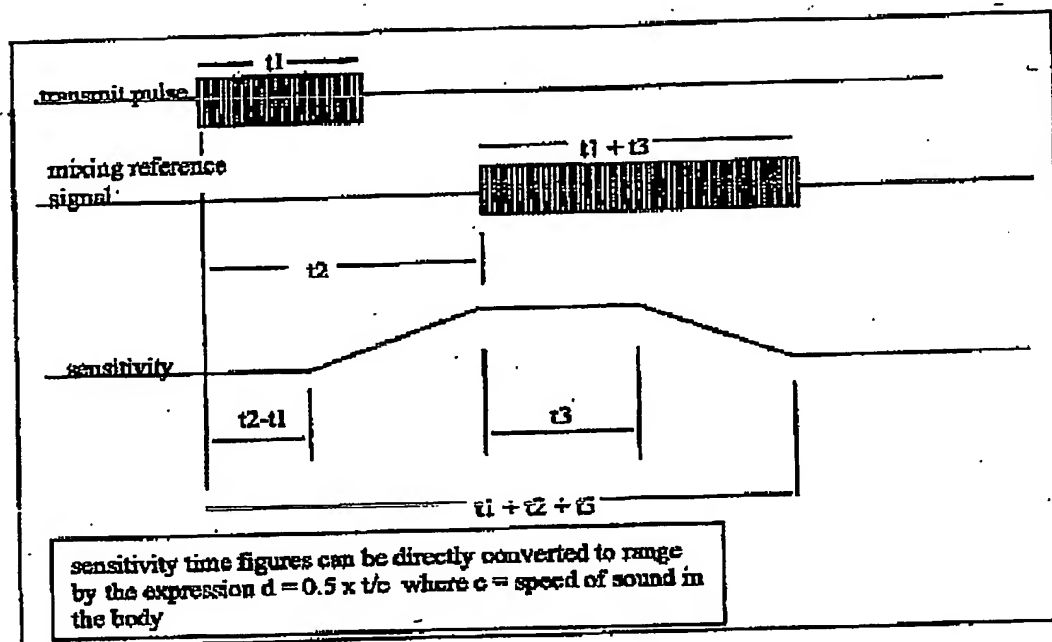 t1
transmit pulse
t1 + t3
mixing reference
signal
t2
sensitivity
t2-t1
t3
t1 + t2 + t3
sensitivity time figures can be directly converted to range
by the expression d = 0.5 x t/c where c = speed of sound in
the body